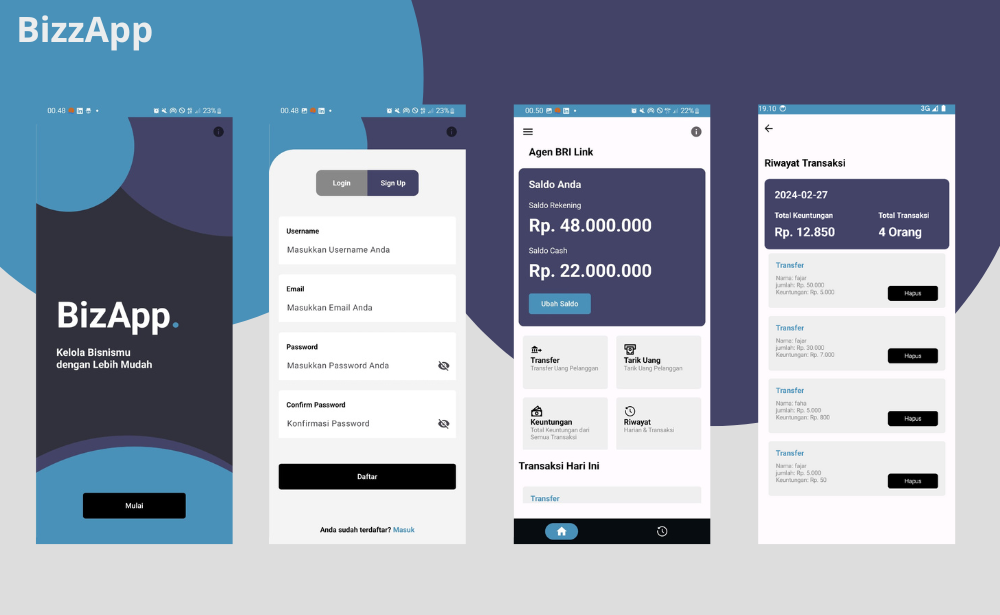 BizzApp
00.48
23%
BizApp.
Kelola Bisnismu
dengan Lebih Mudah
Mulai
00.48
23%
Login
Sign Up
Username
Masukkan Username Anda
Email
Masukkan Email Anda
Password
Masukkan Password Anda
Confirm Password
Konfirmasi Password
Daftar
Anda sudah terdaftar? Masuk
00.50
22%
Agen BRI Link
Saldo Anda
Saldo Rekening
Rp. 48.000.000
Saldo Cash
Rp. 22.000.000
Ubah Saldo
Transfer
Transfer Uang Pelanggan
Tarik Uang
Tarik Uang Pelanggan
Keuntungan
Total Keuntungan dari
Semua Transaksi
Riwayat
Harian & Transaksi
Transaksi Hari Ini
Transfer
19.10
3G
Riwayat Transaksi
2024-02-27
Total Keuntungan
Total Transaksi
Rp. 12.850
4 Orang
Transfer
Nama: fajar
jumlah: Rp. 50.000
Keuntungan: Rp. 5.000
Hapus
Transfer
Nama: fajar
jumlah: Rp. 30.000
Keuntungan: Rp. 7.000
Hapus
Transfer
Nama: faha
jumlah: Rp. 5.000
Keuntungan: Rp. 800
Hapus
Transfer
Nama: fajar
jumlah: Rp. 5.000
Keuntungan: Rp. 50
Hapus